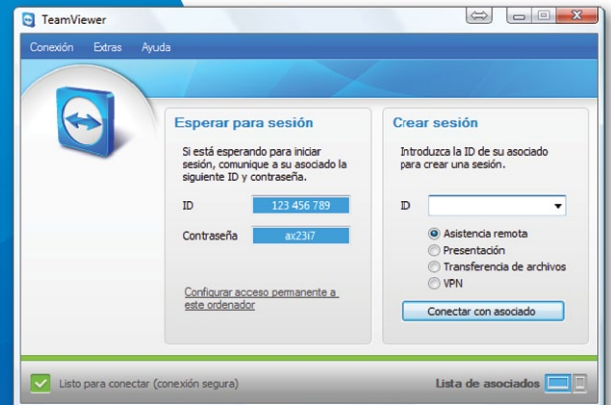 TeamViewer
Conexión Extras Ayuda
Esperar para sesión
Si está esperando para iniciar
sesión, comunique a su asociado la
siguiente ID y contraseña.
ID 123 456 789
Contraseña ax23i7
Configurar acceso permanente a
este ordenador
Crear sesión
Introduzca la ID de su asociado
para crear una sesión.
ID
Asistencia remota
Presentación
Transferencia de archivos
VPN
Conectar con asociado
Listo para conectar (conexión segura)
Lista de asociados